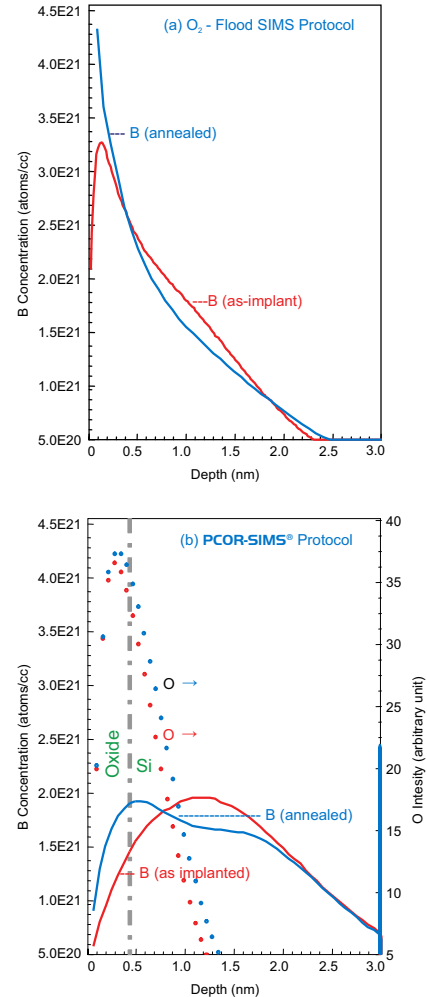 (a) O₂ - Flood SIMS Protocol
4.5E21
4.0E21
3.5E21
3.0E21
2.5E21
2.0E21
1.5E21
1.0E21
5.0E20
B Concentration (atoms/cc)
B (annealed)
B (as-implant)
0 0.5 1.0 1.5 2.0 2.5 3.0
Depth (nm)
(b) PCOR-SIMS® Protocol
4.5E21
4.0E21
3.5E21
3.0E21
2.5E21
2.0E21
1.5E21
1.0E21
5.0E20
B Concentration (atoms/cc)
40
35
30
25
20
15
10
5
O Intesity (arbitrary unit)
O →
O →
Oxide
Si
B (annealed)
B (as implanted)
0 0.5 1.0 1.5 2.0 2.5 3.0
Depth (nm)